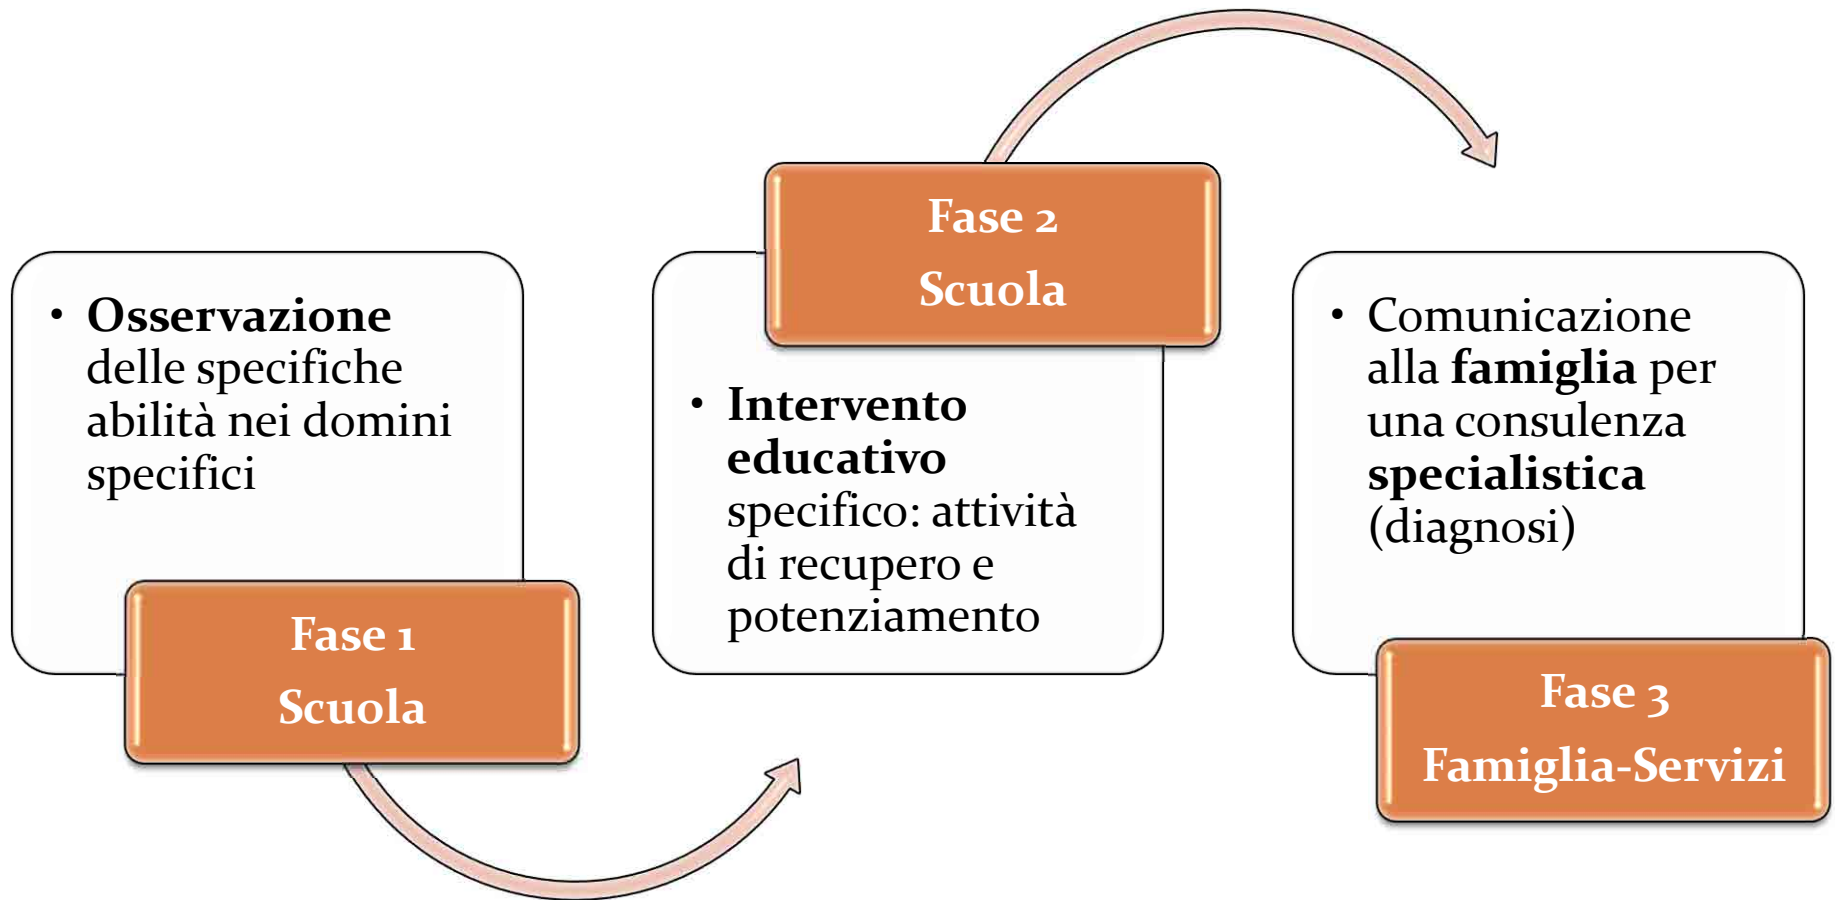 • Osservazione
delle specifiche
abilità nei domini
specifici
Fase 1
Scuola
Fase 2
Scuola
• Intervento
educativo
specifico: attività
di recupero e
potenziamento
• Comunicazione
alla famiglia per
una consulenza
specialistica
(diagnosi)
Fase 3
Famiglia-Servizi